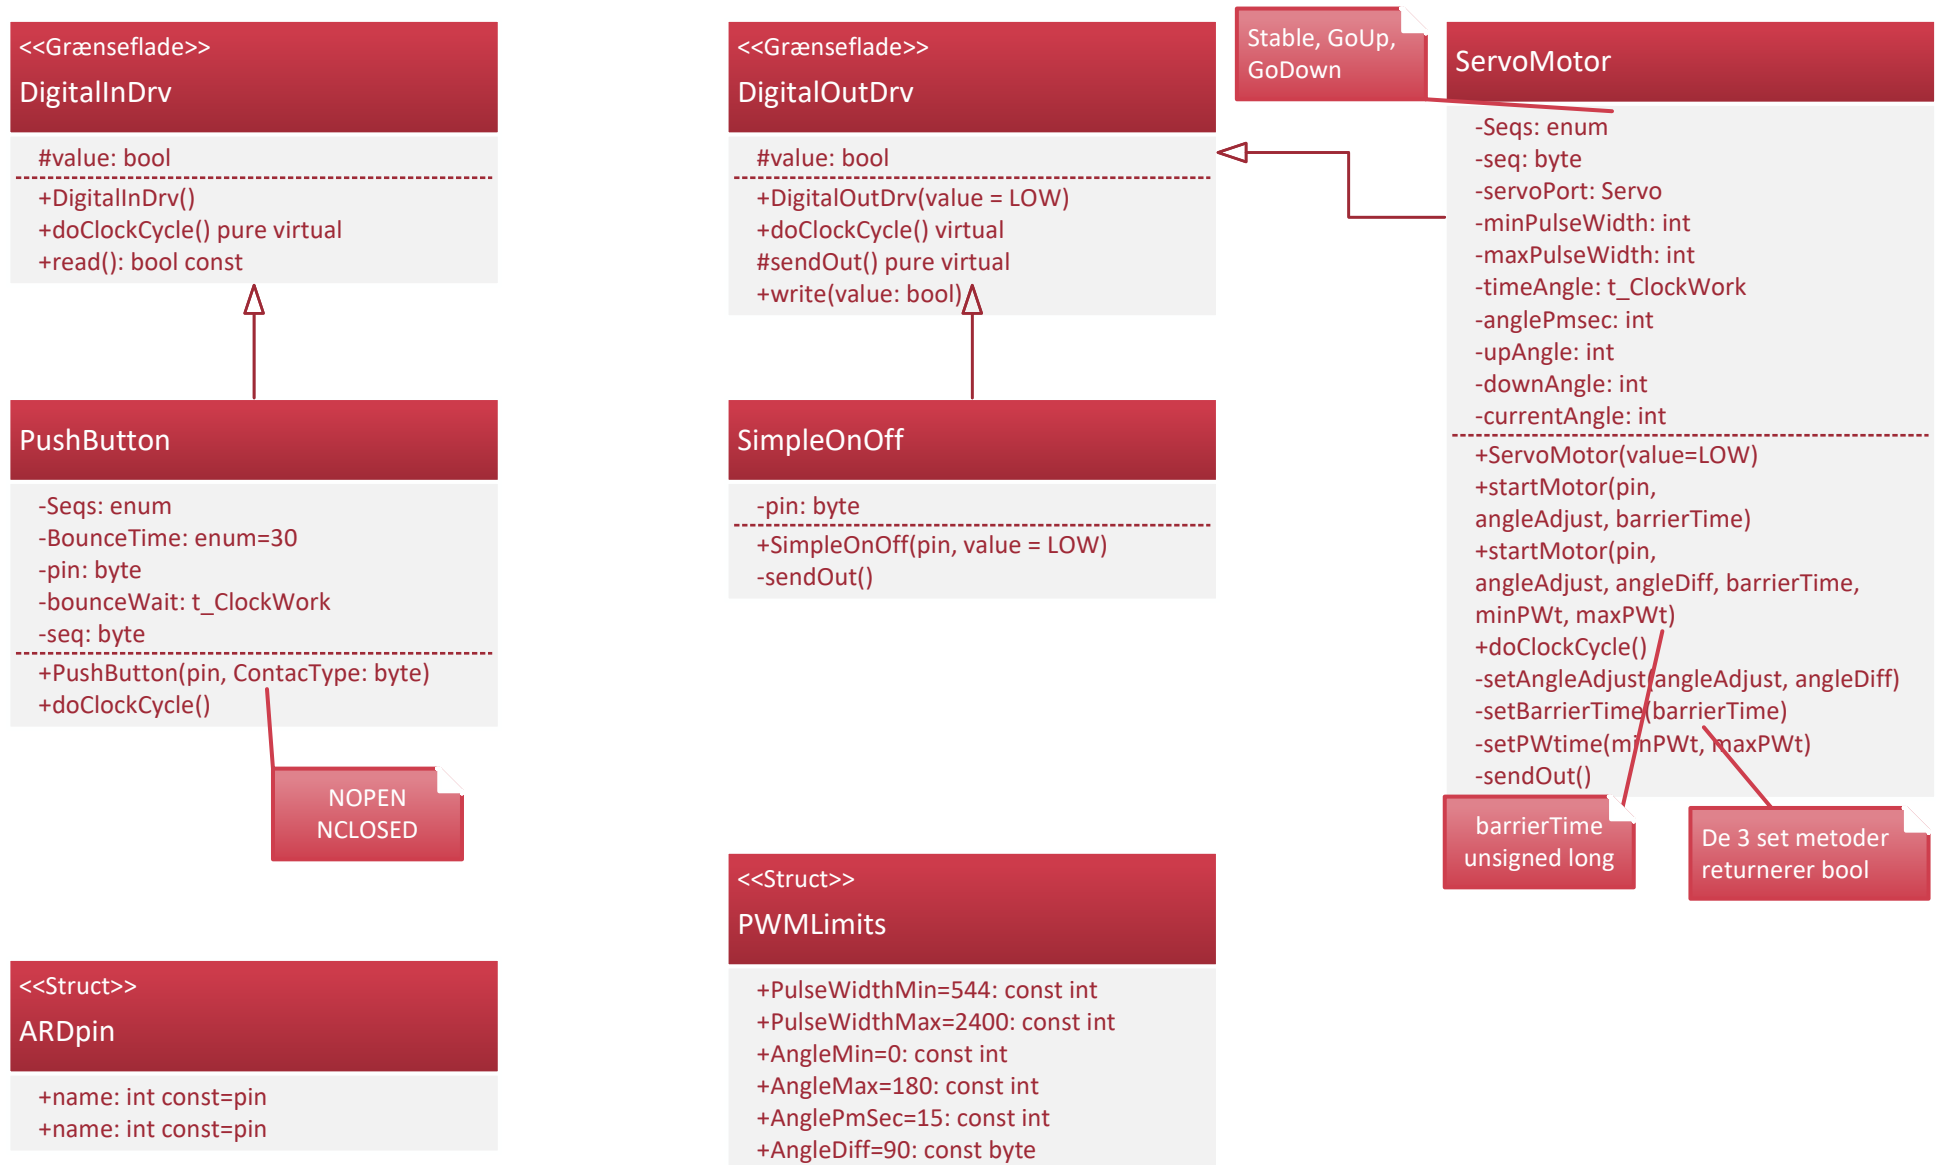 <<Grænseflade>>
DigitalInDrv
#value: bool
+DigitalInDrv()
+doClockCycle() pure virtual
+read(): bool const
PushButton
-Seqs: enum
-BounceTime: enum=30
-pin: byte
-bounceWait: t_ClockWork
-seq: byte
+PushButton(pin, ContacType: byte)
+doClockCycle()
NOPEN
NCLOSED
<<Struct>>
ARDpin
+name: int const=pin
+name: int const=pin
<<Grænseflade>>
DigitalOutDrv
#value: bool
+DigitalOutDrv(value = LOW)
+doClockCycle() virtual
#sendOut() pure virtual
+write(value: bool)
SimpleOnOff
-pin: byte
+SimpleOnOff(pin, value = LOW)
-sendOut()
<<Struct>>
PWMLimits
+PulseWidthMin=544: const int
+PulseWidthMax=2400: const int
+AngleMin=0: const int
+AngleMax=180: const int
+AnglePmSec=15: const int
+AngleDiff=90: const byte
Stable, GoUp,
GoDown
ServoMotor
-Seqs: enum
-seq: byte
-servoPort: Servo
-minPulseWidth: int
-maxPulseWidth: int
-timeAngle: t_ClockWork
-anglePmsec: int
-upAngle: int
-downAngle: int
-currentAngle: int
+ServoMotor(value=LOW)
+startMotor(pin,
angleAdjust, barrierTime)
+startMotor(pin,
angleAdjust, angleDiff, barrierTime,
minPWt, maxPWt)
+doClockCycle()
-setAngleAdjust(angleAdjust, angleDiff)
-setBarrierTime(barrierTime)
-setPWtime(minPWt, maxPWt)
-sendOut()
barrierTime
unsigned long
De 3 set metoder
returnerer bool